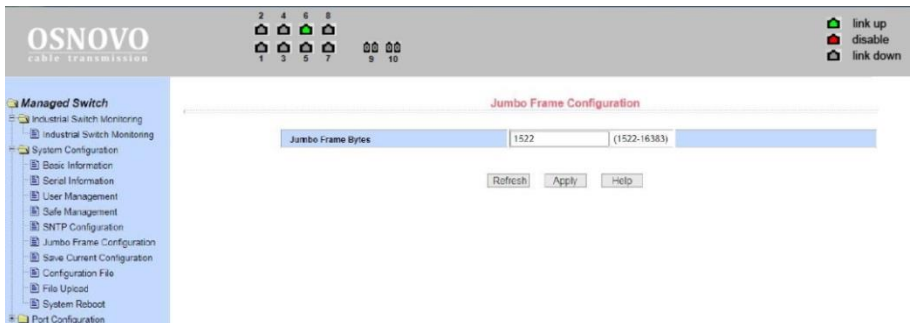 OSNOVO
cable transmission
2 4 6 8
1 3 5 7 9 10
link up
disable
link down
Managed Switch
Industrial Switch Monitoring
Industrial Switch Monitoring
System Configuration
Basic Information
Serial Information
User Management
Safe Management
SNTP Configuration
Jumbo Frame Configuration
Save Current Configuration
Configuration File
File Upload
System Reboot
Port Configuration
Jumbo Frame Configuration
Jumbo Frame Bytes 1522 (1522-16383)
Refresh Apply Help